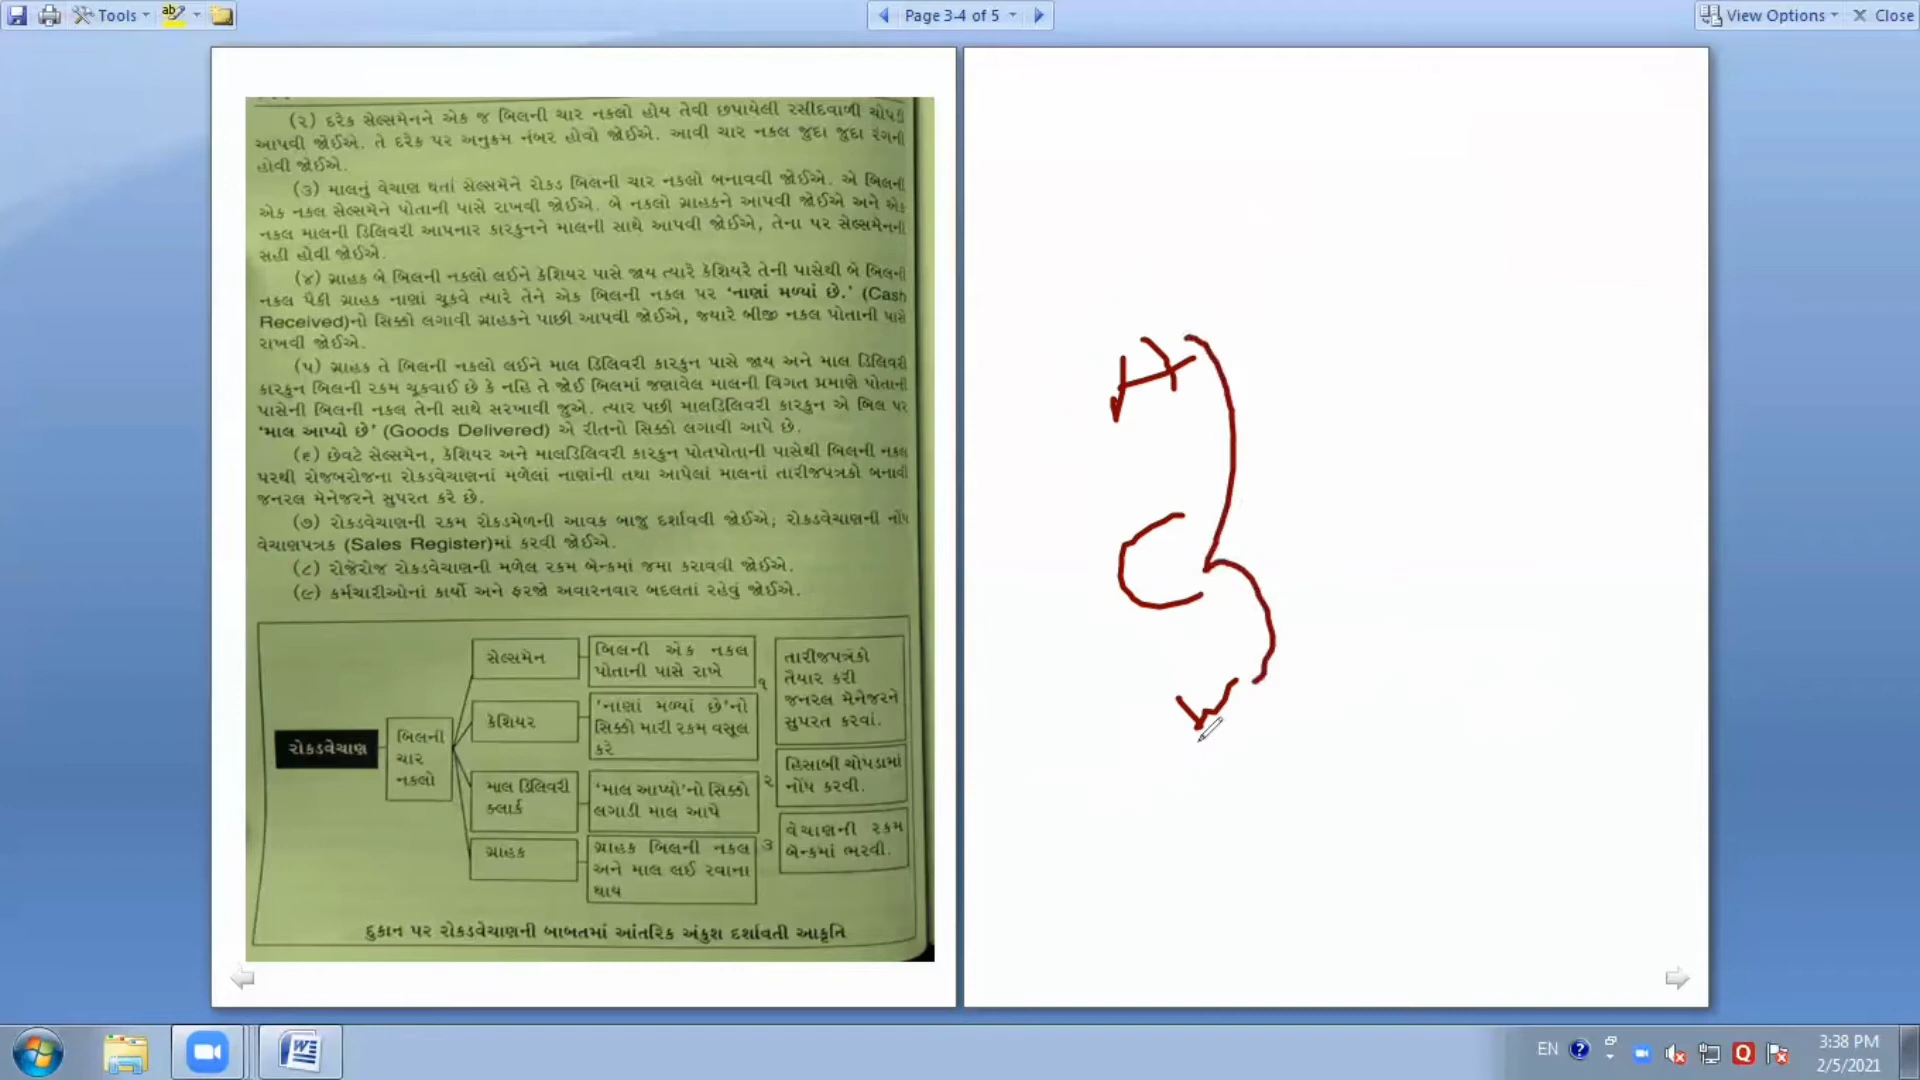 Tools
Page 3-4 of 5
View Options
Close
(૨) દરેક સેલ્સમૅનને એક જ બિલની ચાર નકલો હોય તેવી છપાયેલી રસીદવાળી ચોપડી
આપવી જોઈએ. તે દરેક પર અનુક્રમ નંબર હોવો જોઈએ. આવી ચાર નકલ જુદા જુદા રંગની
હોવી જોઈએ.
(૩) માલનું વેચાણ થતાં સેલ્સમૅને રોકડ બિલની ચાર નકલો બનાવવી જોઈએ. એ બિલની
એક નકલ સેલ્સમૅને પોતાની પાસે રાખવી જોઈએ. બે નકલો ગ્રાહકને આપવી જોઈએ અને એક
નકલ માલની ડિલિવરી આપનાર કારકુનને માલની સાથે આપવી જોઈએ, તેના પર સેલ્સમૅનની
સહી હોવી જોઈએ.
(૪) ગ્રાહક બે બિલની નકલો લઈને કૅશિયર પાસે જાય ત્યારે કૅશિયરે તેની પાસેથી બે બિલની
નકલ પૈકી ગ્રાહક નાણાં ચૂકવે ત્યારે તેને એક બિલની નકલ પર ‘નાણાં મળ્યાં છે.’ (Cash
Received)નો સિક્કો લગાવી ગ્રાહકને પાછી આપવી જોઈએ, જ્યારે બીજી નકલ પોતાની પાસે
રાખવી જોઈએ.
(૫) ગ્રાહક તે બિલની નકલો લઈને માલ ડિલિવરી કારકુન પાસે જાય અને માલ ડિલિવરી
કારકુન બિલની રકમ ચૂકવાઈ છે કે નહિ તે જોઈ બિલમાં જણાવેલ માલની વિગત પ્રમાણે પોતાની
પાસેની બિલની નકલ તેની સાથે સરખાવી જુએ. ત્યાર પછી માલડિલિવરી કારકુન એ બિલ પર
‘માલ આપ્યો છે’ (Goods Delivered) એ રીતનો સિક્કો લગાવી આપે છે.
(૬) છેવટે સેલ્સમૅન, કૅશિયર અને માલડિલિવરી કારકુન પોતપોતાની પાસેથી બિલની નકલ
પરથી રોજબરોજના રોકડવેચાણનાં મળેલાં નાણાંની તથા આપેલાં માલનાં તારીજપત્રકો બનાવી
જનરલ મૅનેજરને સુપરત કરે છે.
(૭) રોકડવેચાણની રકમ રોકડમેળની આવક બાજુ દર્શાવવી જોઈએ; રોકડવેચાણની નોંધ
વેચાણપત્રક (Sales Register)માં કરવી જોઈએ.
(૮) રોજેરોજ રોકડવેચાણની મળેલ રકમ બૅન્કમાં જમા કરાવવી જોઈએ.
(૯) કર્મચારીઓનાં કાર્યો અને ફરજો અવારનવાર બદલતાં રહેવું જોઈએ.
રોકડવેચાણ
બિલની
ચાર
નકલો
સેલ્સમૅન
બિલની એક નકલ
પોતાની પાસે રાખે
કૅશિયર
‘નાણાં મળ્યાં છે’નો
સિક્કો મારી રકમ વસૂલ
કરે
માલ ડિલિવરી
ક્લાર્ક
‘માલ આપ્યો’નો સિક્કો
લગાડી માલ આપે
ગ્રાહક
ગ્રાહક બિલની નકલ
અને માલ લઈ રવાના
થાય
૧
તારીજપત્રકો
તૈયાર કરી
જનરલ મૅનેજરને
સુપરત કરવાં.
૨
હિસાબી ચોપડામાં
નોંધ કરવી.
૩
વેચાણની રકમ
બૅન્કમાં ભરવી.
દુકાન પર રોકડવેચાણની બાબતમાં આંતરિક અંકુશ દર્શાવતી આકૃતિ
EN
3:38 PM
2/5/2021